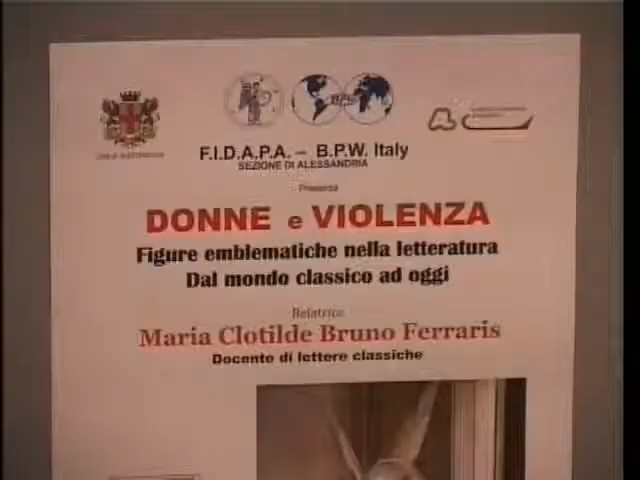 F.I.D.A.P.A. – B.P.W. Italy
SEZIONE DI ALESSANDRIA
Presenta
DONNE e VIOLENZA
Figure emblematiche nella letteratura
Dal mondo classico ad oggi
Relatrice
Maria Clotilde Bruno Ferraris
Docente di lettere classiche